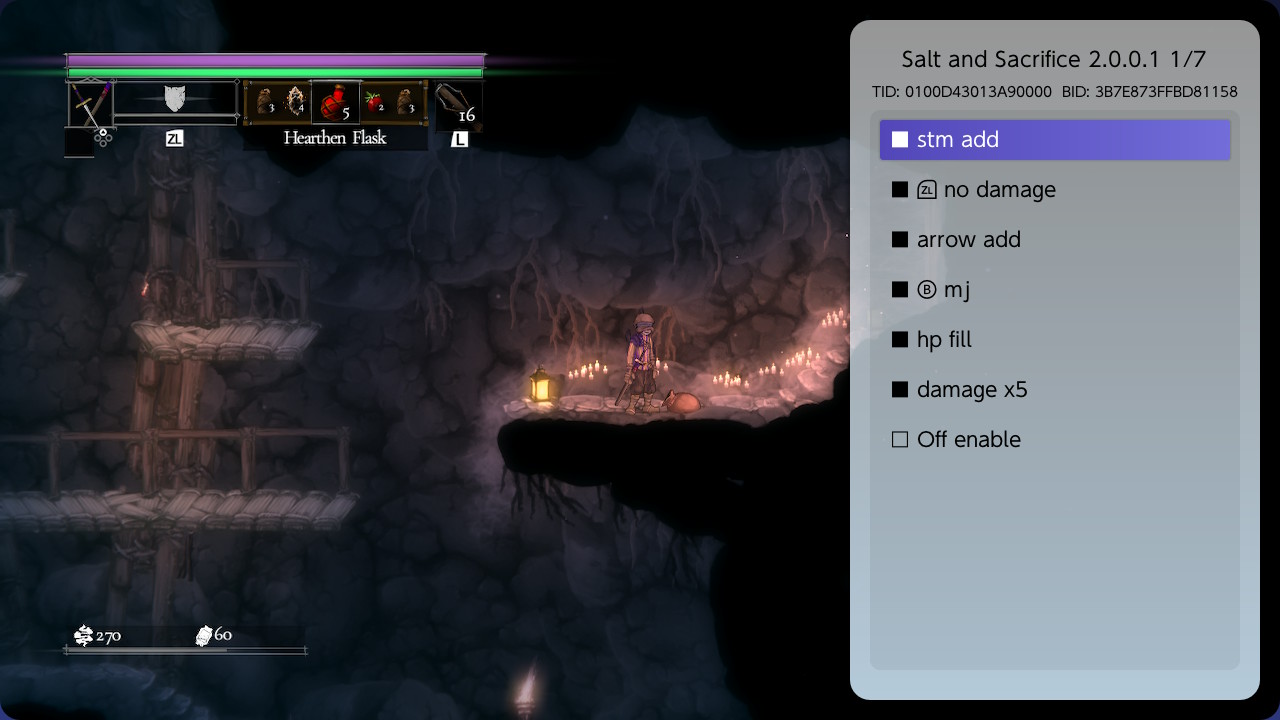 3
4
5
2
3
16
ZL
Hearthen Flask
L
270
60
Salt and Sacrifice 2.0.0.1 1/7
TID: 0100D43013A90000 BID: 3B7E873FFBD81158
stm add
ZL no damage
arrow add
B mj
hp fill
damage x5
Off enable